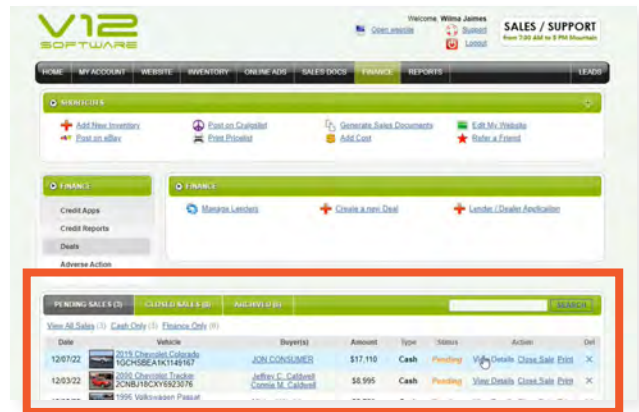 V12
SOFTWARE
Welcome, Wilma Jaimes
Open website
Support
Logout
SALES / SUPPORT
from 7:00 AM to 5 PM Mountain
HOME MY ACCOUNT WEBSITE INVENTORY ONLINE ADS SALES DOCS FINANCE REPORTS LEADS
SHORTCUTS
Add New Inventory Post on Craigslist Generate Sales Documents Edit My Website
Post on eBay Print Pricelist Add Cost Refer a Friend
FINANCE
Credit Apps
Credit Reports
Deals
Adverse Action
FINANCE
Manage Lenders Create a new Deal Lender / Dealer Application
PENDING SALES (3) CLOSED SALES (0) ARCHIVED (0) SEARCH
View All Sales (3) Cash Only (3) Finance Only (0)
Date Vehicle Buyer(s) Amount Type Status Action Del
12/07/22 2019 Chevrolet Colorado JON CONSUMER $17,110 Cash Pending View Details Close Sale Print X
1GCHSBEA1K1149167
12/03/22 2000 Chevrolet Tracker Jeffrey C. Caldwell $8,995 Cash Pending View Details Close Sale Print X
2CNBJ18CXY6923076 Connie M. Caldwell
1996 Volkswagen Passat